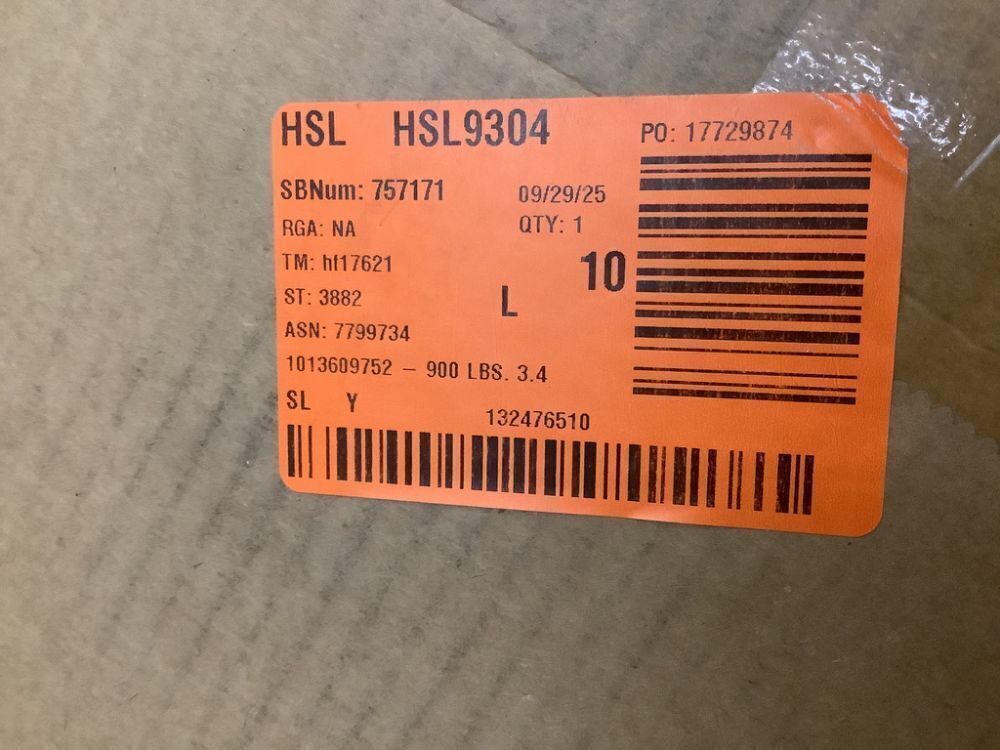 HSL HSL9304 PO: 17729874
SBNum: 757171 09/29/25
RGA: NA QTY: 1
TM: hf17621 10
ST: 3882 L
ASN: 7799734
1013609752 – 900 LBS. 3.4
SL Y 132476510